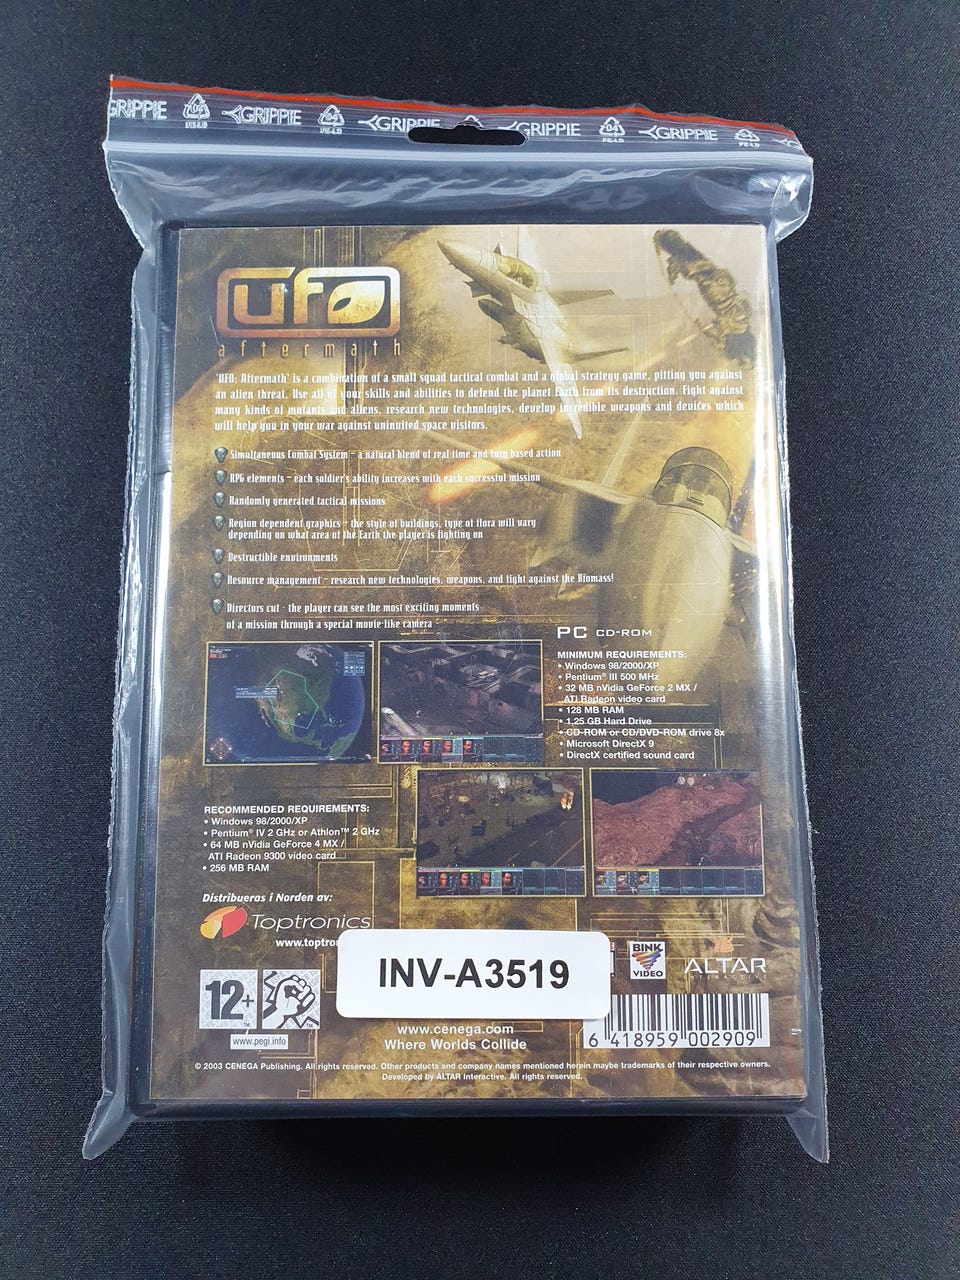 GRIPPIE 04 PE-LD GRIPPIE 04 PE-LD GRIPPIE GRIPPIE 04 PE-LD GRIPPIE 04 PE-LD
ufo
aftermath
'UFO: Aftermath' is a combination of a small squad tactical combat and a global strategy game, pitting you against
an alien threat. Use all of your skills and abilities to defend the planet Earth from its destruction. Fight against
many kinds of mutants and aliens, research new technologies, develop incredible weapons and devices which
will help you in your war against uninvited space visitors.
Simultaneous Combat System - a natural blend of real time and turn based action
RPG elements - each soldier's ability increases with each successful mission
Randomly generated tactical missions
Region dependent graphics - the style of buildings, type of flora will vary
depending on what area of the Earth the player is fighting on
Destructible environments
Resource management - research new technologies, weapons, and fight against the Biomass!
Directors cut - the player can see the most exciting moments
of a mission through a special movie like camera
PC CD-ROM
MINIMUM REQUIREMENTS:
• Windows 98/2000/XP
• Pentium® III 500 MHz
• 32 MB nVidia GeForce 2 MX /
ATI Radeon video card
• 128 MB RAM
• 1,25 GB Hard Drive
• CD-ROM or CD/DVD-ROM drive 8x
• Microsoft DirectX 9
• DirectX certified sound card
RECOMMENDED REQUIREMENTS:
• Windows 98/2000/XP
• Pentium® IV 2 GHz or Athlon™ 2 GHz
• 64 MB nVidia GeForce 4 MX /
ATI Radeon 9300 video card
• 256 MB RAM
Distribueras i Norden av:
Toptronics
www.toptro
INV-A3519
BINK
VIDEO
ALTAR
12+
www.pegi.info
www.cenega.com
Where Worlds Collide
6 418959 002909
© 2003 CENEGA Publishing. All rights reserved. Other products and company names mentioned herein maybe trademarks of their respective owners.
Developed by ALTAR Interactive. All rights reserved.